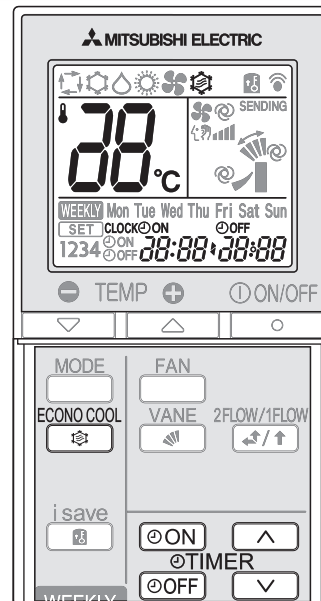 MITSUBISHI ELECTRIC
SENDING
88°C
WEEKLY Mon Tue Wed Thu Fri Sat Sun
SET CLOCK ON OFF
1234 ON OFF 88:88 88:88
TEMP ON/OFF
MODE FAN
ECONO COOL VANE 2FLOW/1FLOW
i save
ON
TIMER
OFF
WEEKLY